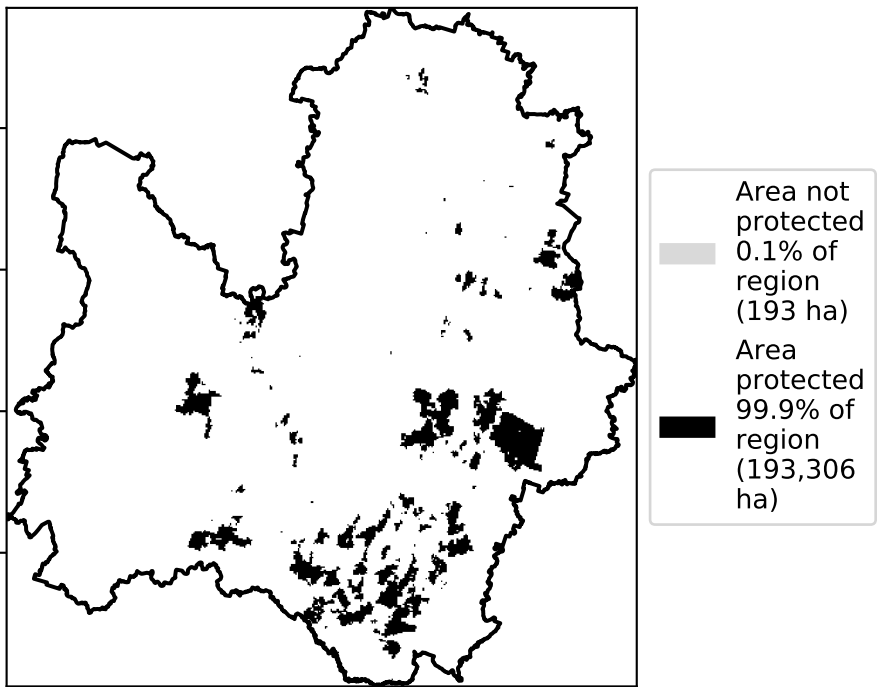 Area not
protected
0.1% of
region
(193 ha)
Area
protected
99.9% of
region
(193,306
ha)